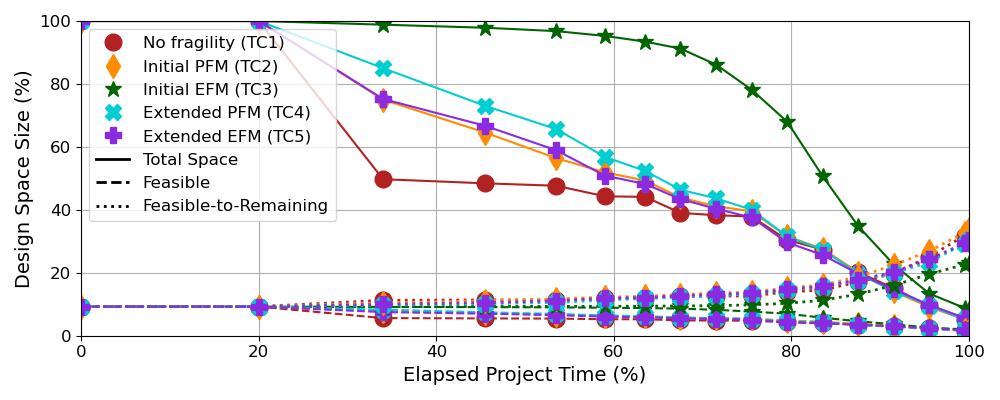 100
80
60
40
20
0
Design Space Size (%)
No fragility (TC1)
Initial PFM (TC2)
Initial EFM (TC3)
Extended PFM (TC4)
Extended EFM (TC5)
Total Space
Feasible
Feasible-to-Remaining
0 20 40 60 80 100
Elapsed Project Time (%)